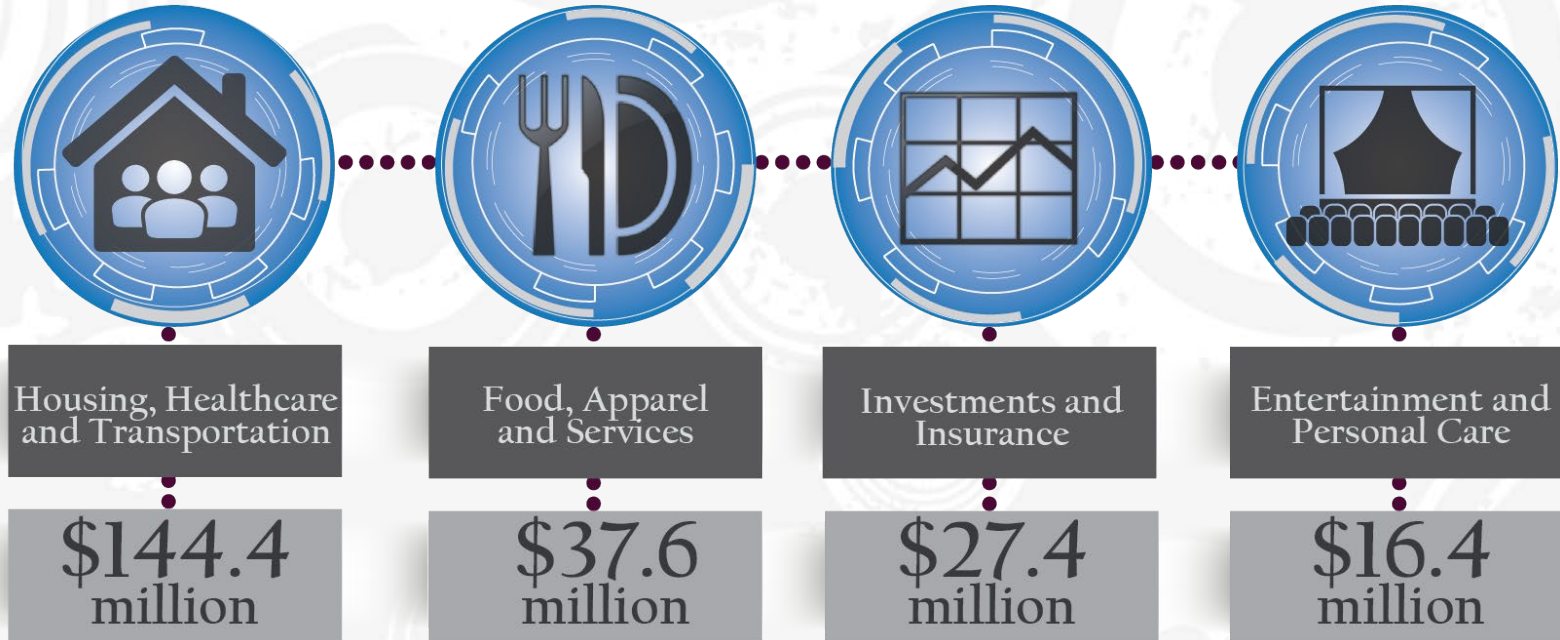 Housing, Healthcare
and Transportation
$144.4
million
Food, Apparel
and Services
$37.6
million
Investments and
Insurance
$27.4
million
Entertainment and
Personal Care
$16.4
million